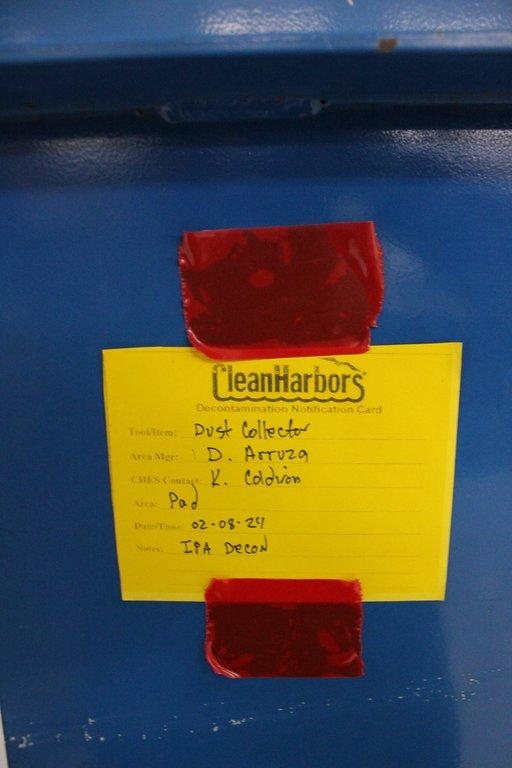 CleanHarbors
Decontamination Notification Card
Tool/Item: Dust Collector
Area Mgr: D. Arruza
CHES Contact: K. Coldiron
Area: Pad
Date/Time: 02-08-24
Notes: IPA Decon